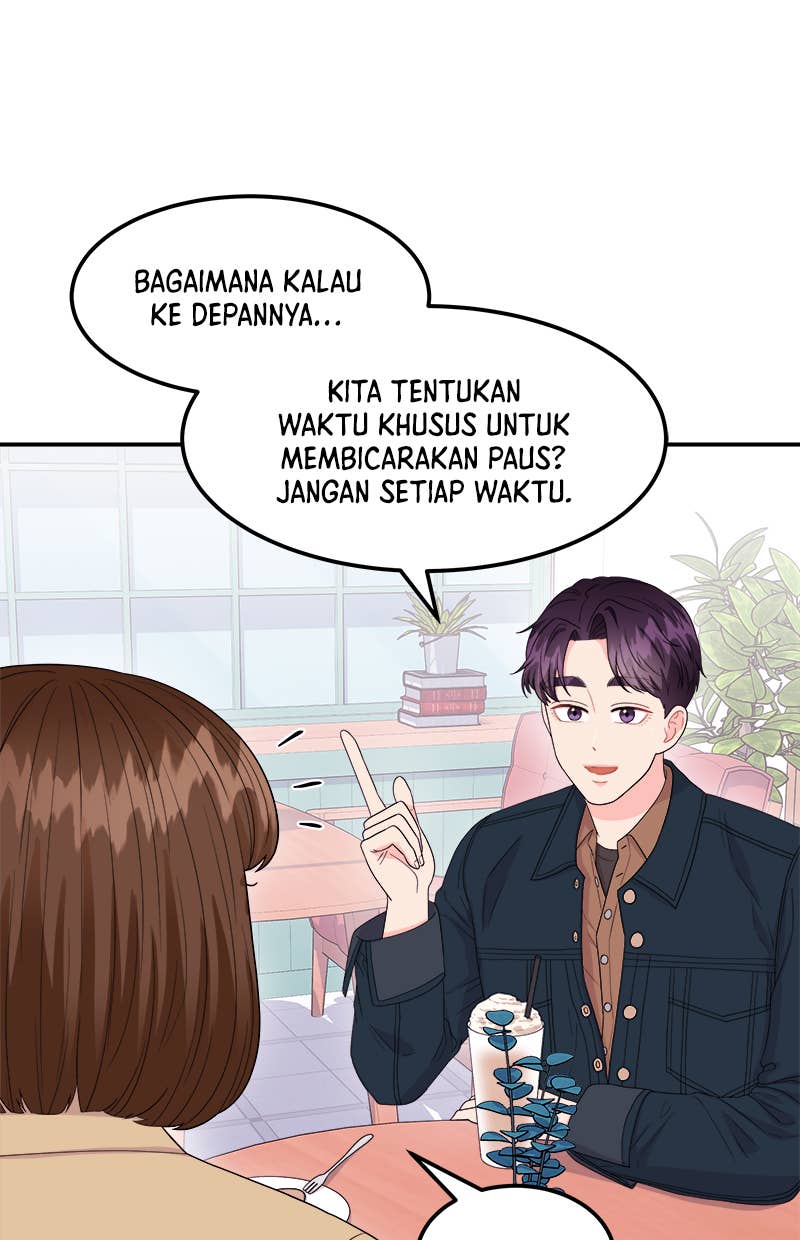 BAGAIMANA KALAU
KE DEPANNYA...
KITA TENTUKAN
WAKTU KHUSUS UNTUK
MEMBICARAKAN PAUS?
JANGAN SETIAP WAKTU.